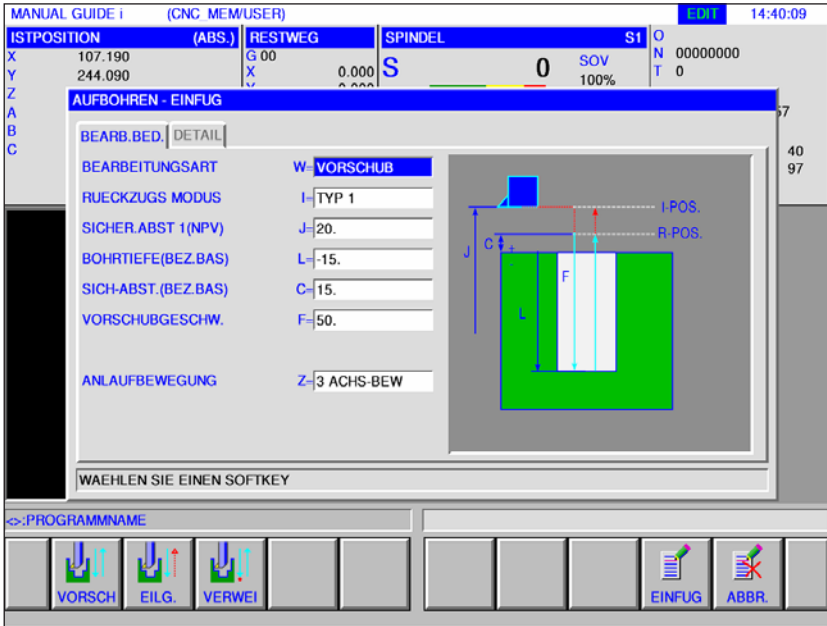 MANUAL GUIDE i (CNC_MEM/USER) EDIT 14:40:09
ISTPOSITION (ABS.) RESTWEG SPINDEL S1 O
X 107.190 G 00 N 00000000
Y 244.090 X 0.000 S 0 SOV 100% T 0
Z
A
B
C
40
97
AUFBOHREN - EINFUG
BEARB.BED. DETAIL
BEARBEITUNGSART W= VORSCHUB
RUECKZUGS MODUS I= TYP 1
SICHER.ABST 1(NPV) J= 20.
BOHRTIEFE(BEZ.BAS) L= -15.
SICH-ABST.(BEZ.BAS) C= 15.
VORSCHUBGESCHW. F= 50.
ANLAUFBEWEGUNG Z= 3 ACHS-BEW
I-POS.
R-POS.
J C + -
F
L
WAEHLEN SIE EINEN SOFTKEY
<>:PROGRAMMNAME
VORSCH EILG. VERWEI EINFUG ABBR.